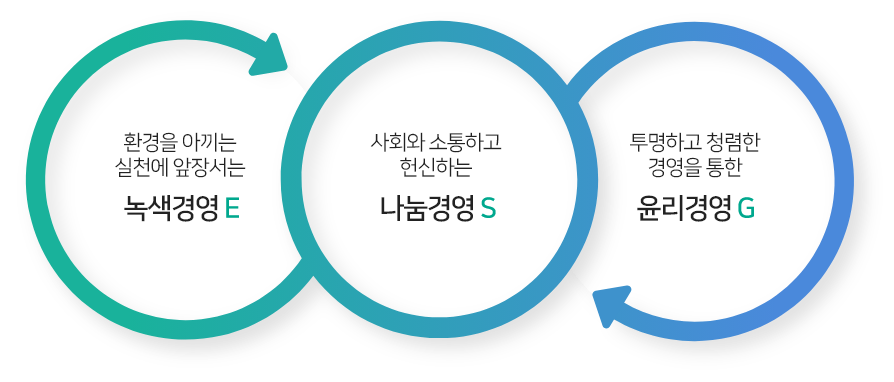 환경을 아끼는
실천에 앞장서는
녹색경영 E
사회와 소통하고
헌신하는
나눔경영 S
투명하고 청렴한
경영을 통한
윤리경영 G